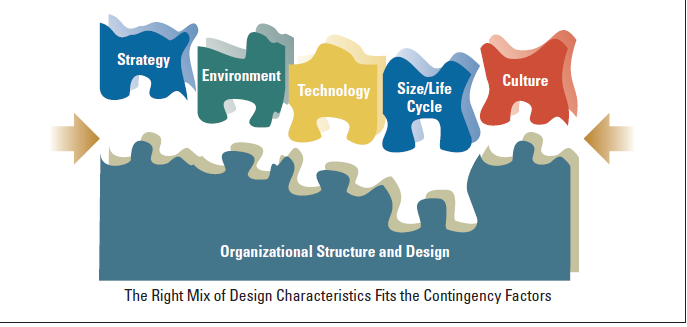 Strategy
Environment
Technology
Size/Life
Cycle
Culture
Organizational Structure and Design
The Right Mix of Design Characteristics Fits the Contingency Factors